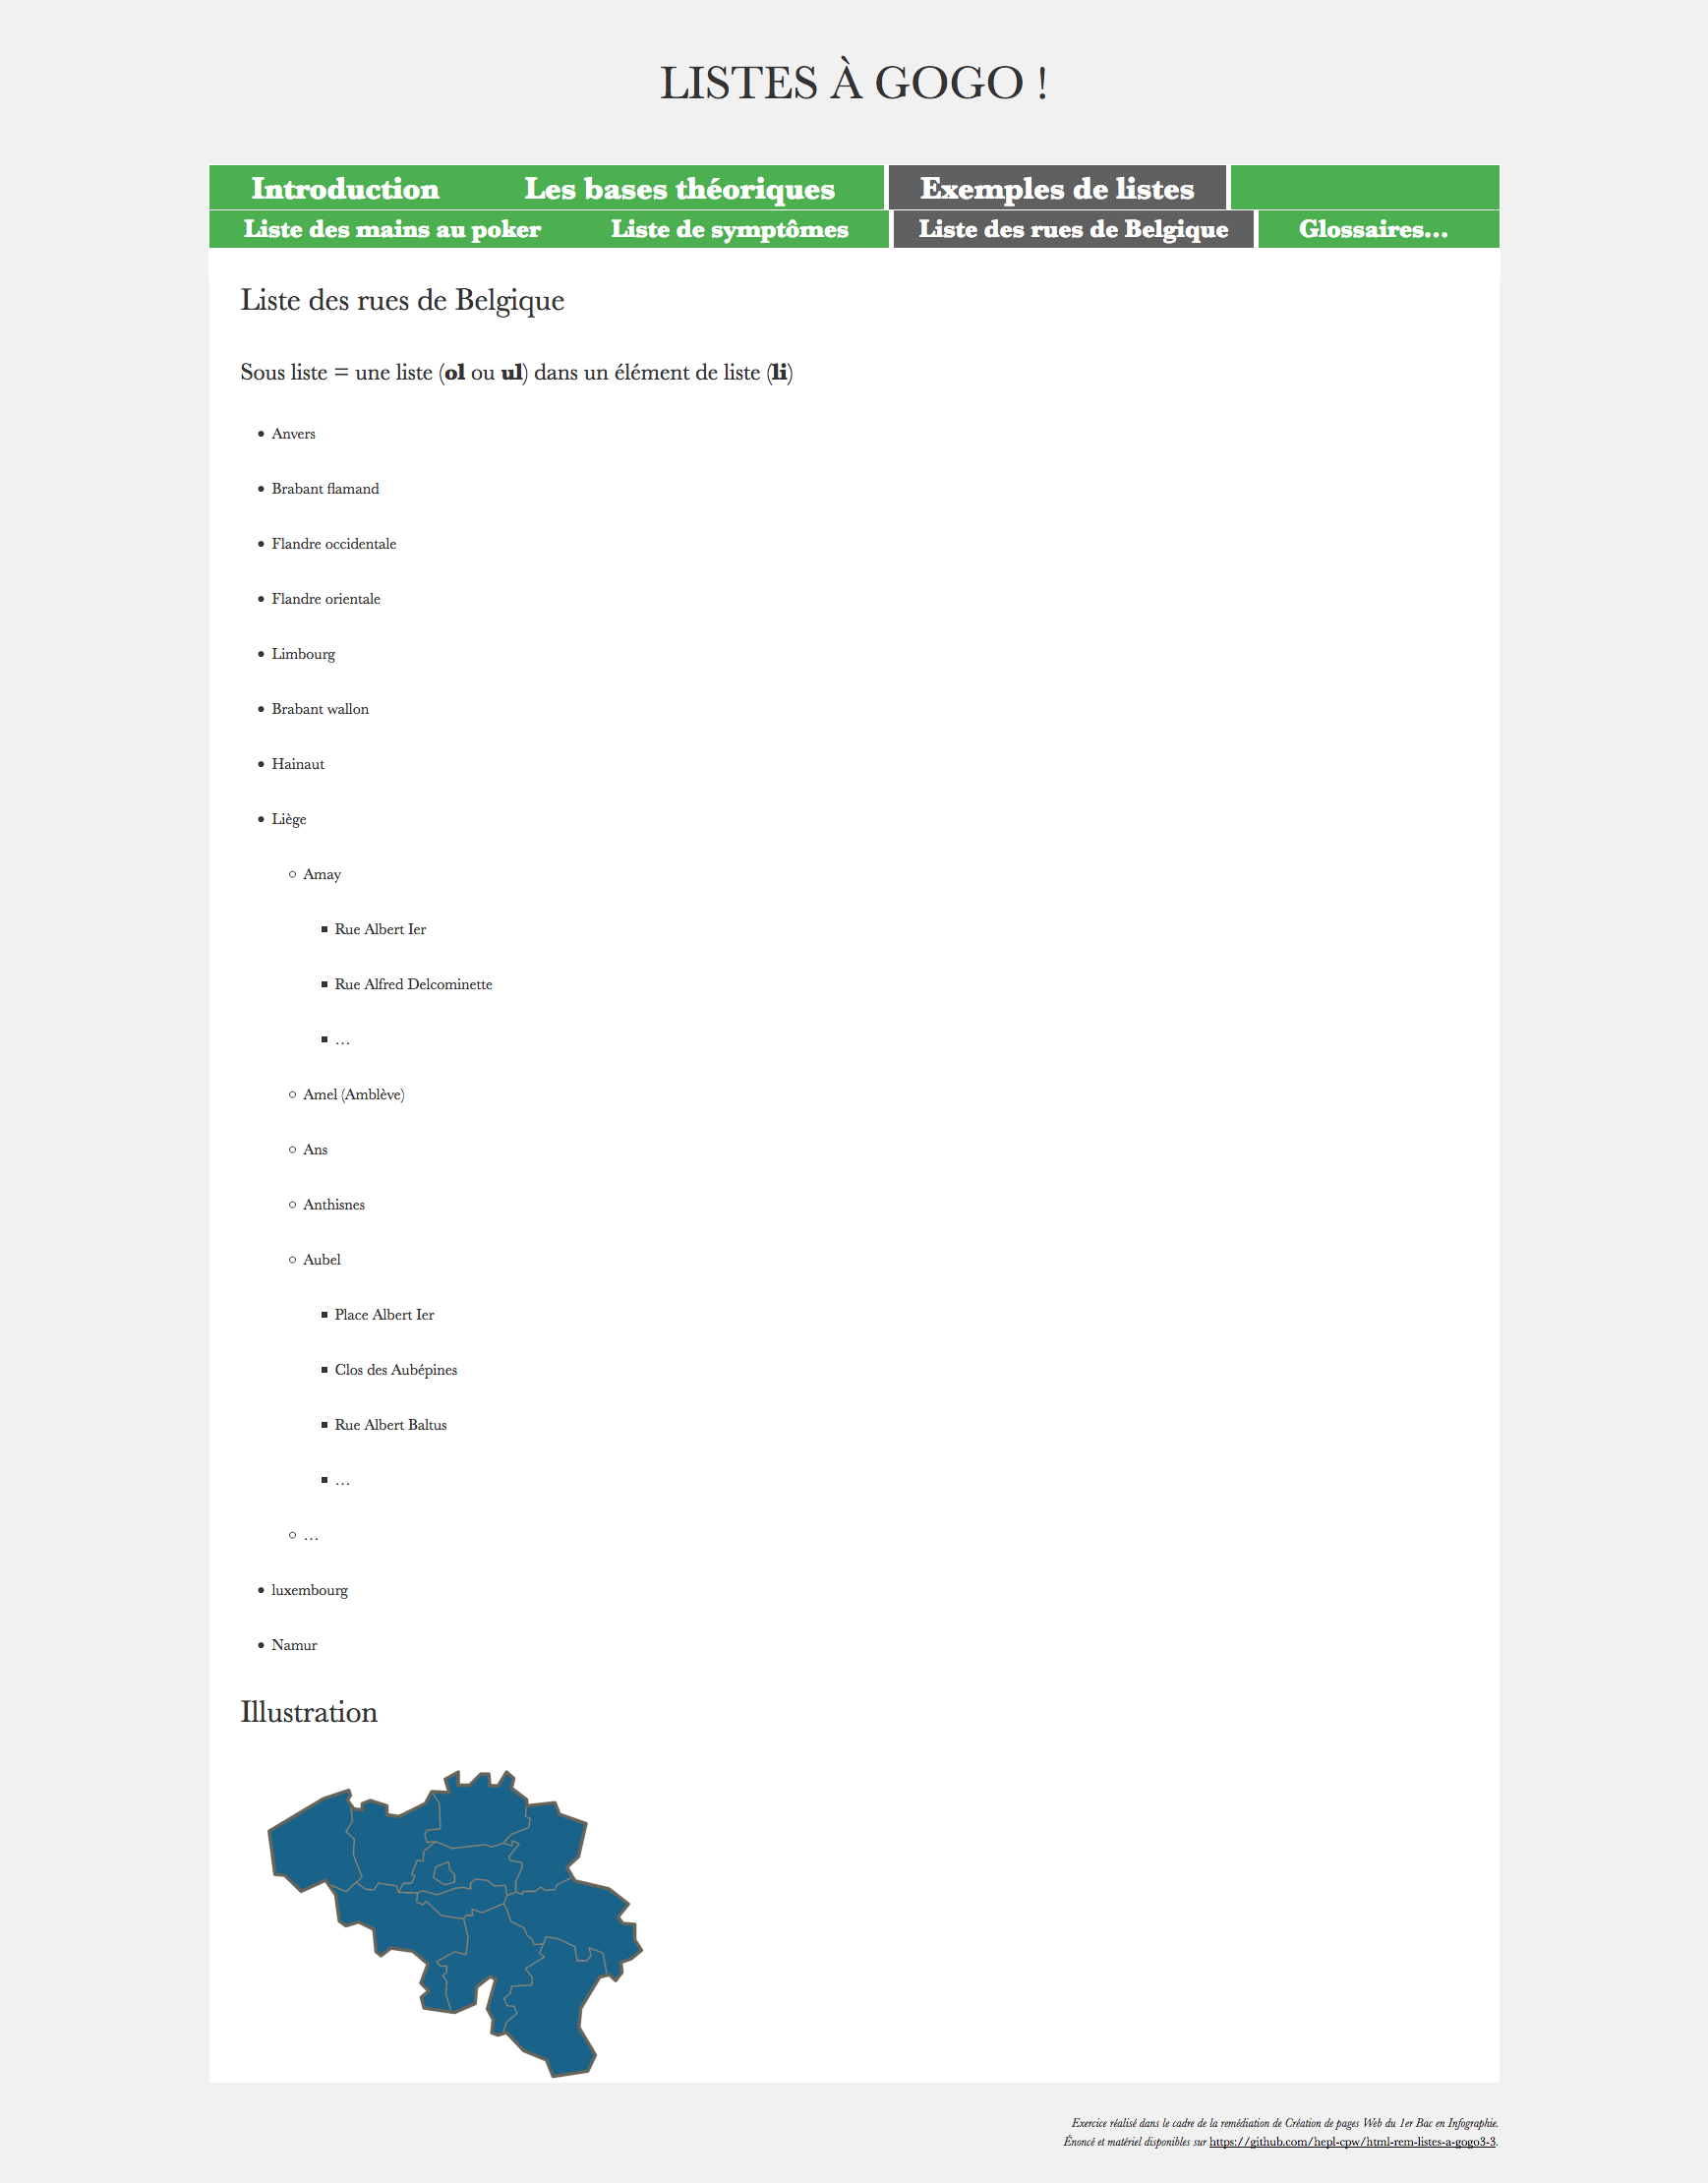 LISTES À GOGO !
Introduction Les bases théoriques Exemples de listes
Liste des mains au poker Liste de symptômes Liste des rues de Belgique Glossaires…
Liste des rues de Belgique
Sous liste = une liste (ol ou ul) dans un élément de liste (li)
• Anvers
• Brabant flamand
• Flandre occidentale
• Flandre orientale
• Limbourg
• Brabant wallon
• Hainaut
• Liège
○ Amay
▪ Rue Albert Ier
▪ Rue Alfred Delcominette
▪ …
○ Amel (Amblève)
○ Ans
○ Anthisnes
○ Aubel
▪ Place Albert Ier
▪ Clos des Aubépines
▪ Rue Albert Baltus
▪ …
○ …
• luxembourg
• Namur
Illustration
Exercice réalisé dans le cadre de la remédiation de Création de pages Web du 1er Bac en Infographie.
Énoncé et matériel disponibles sur https://github.com/hepl-cpw/html-rem-listes-a-gogo3-3.